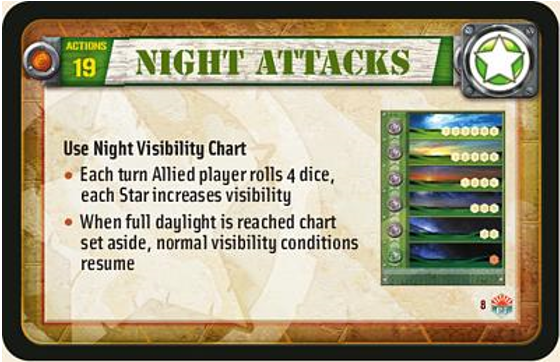 ACTIONS
19
NIGHT ATTACKS
Use Night Visibility Chart
• Each turn Allied player rolls 4 dice,
each Star increases visibility
• When full daylight is reached chart
set aside, normal visibility conditions
resume
8